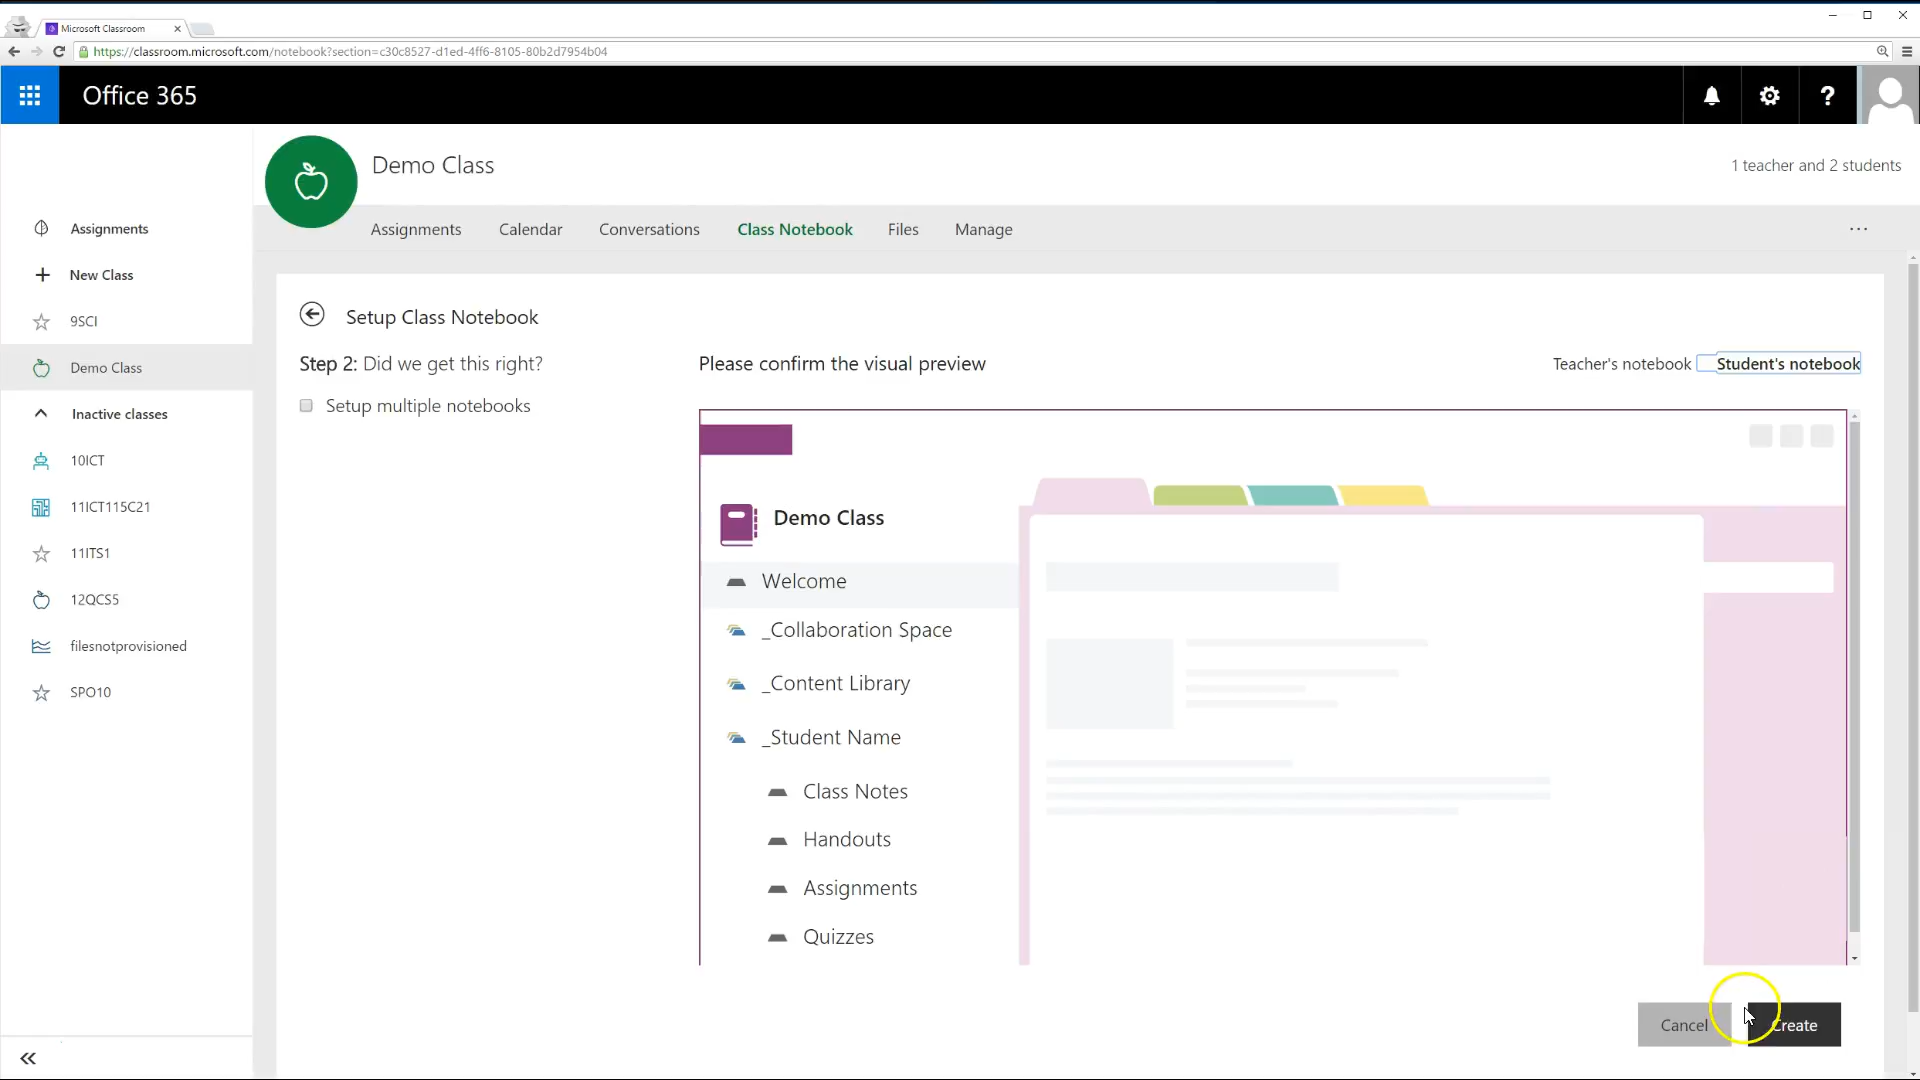 Microsoft Classroom
https://classroom.microsoft.com/notebook?section=c30c8527-d1ed-4ff6-8105-80b2d7954b04
Office 365
?
Demo Class
1 teacher and 2 students
Assignments
Calendar
Conversations
Class Notebook
Files
Manage
Assignments
New Class
9SCI
Demo Class
Inactive classes
10ICT
11ICT115C21
11ITS1
12QCS5
filesnotprovisioned
SPO10
Setup Class Notebook
Step 2: Did we get this right?
Setup multiple notebooks
Please confirm the visual preview
Teacher's notebook
Student's notebook
Demo Class
Welcome
_Collaboration Space
_Content Library
_Student Name
Class Notes
Handouts
Assignments
Quizzes
Cancel
Create